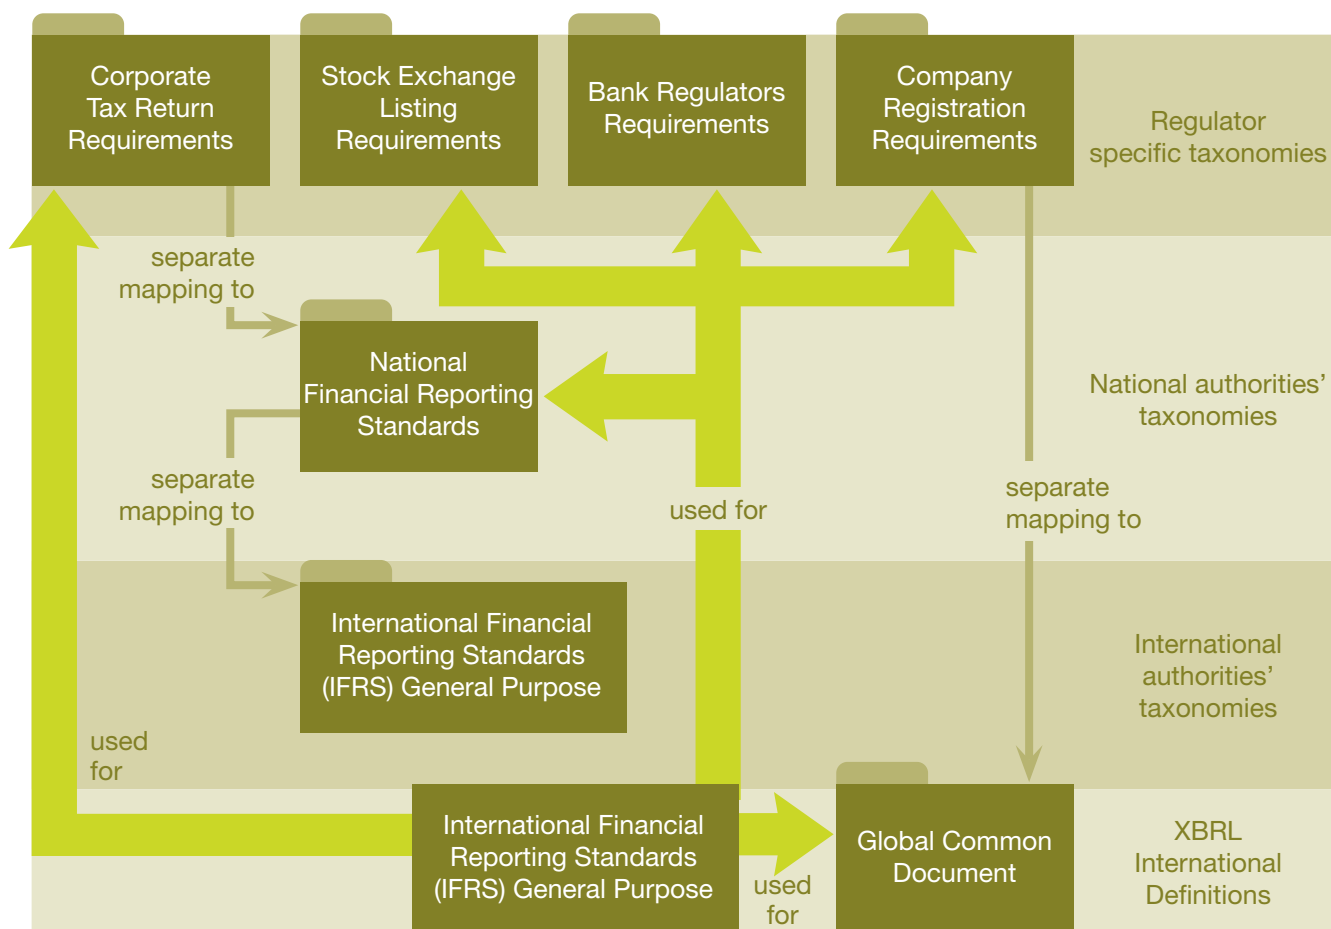 Corporate
Tax Return
Requirements
Stock Exchange
Listing
Requirements
Bank Regulators
Requirements
Company
Registration
Requirements
Regulator
specific taxonomies
separate
mapping to
National
Financial Reporting
Standards
National authorities’
taxonomies
separate
mapping to
used for
separate
mapping to
International Financial
Reporting Standards
(IFRS) General Purpose
International
authorities’
taxonomies
used
for
International Financial
Reporting Standards
(IFRS) General Purpose
used
for
Global Common
Document
XBRL
International
Definitions